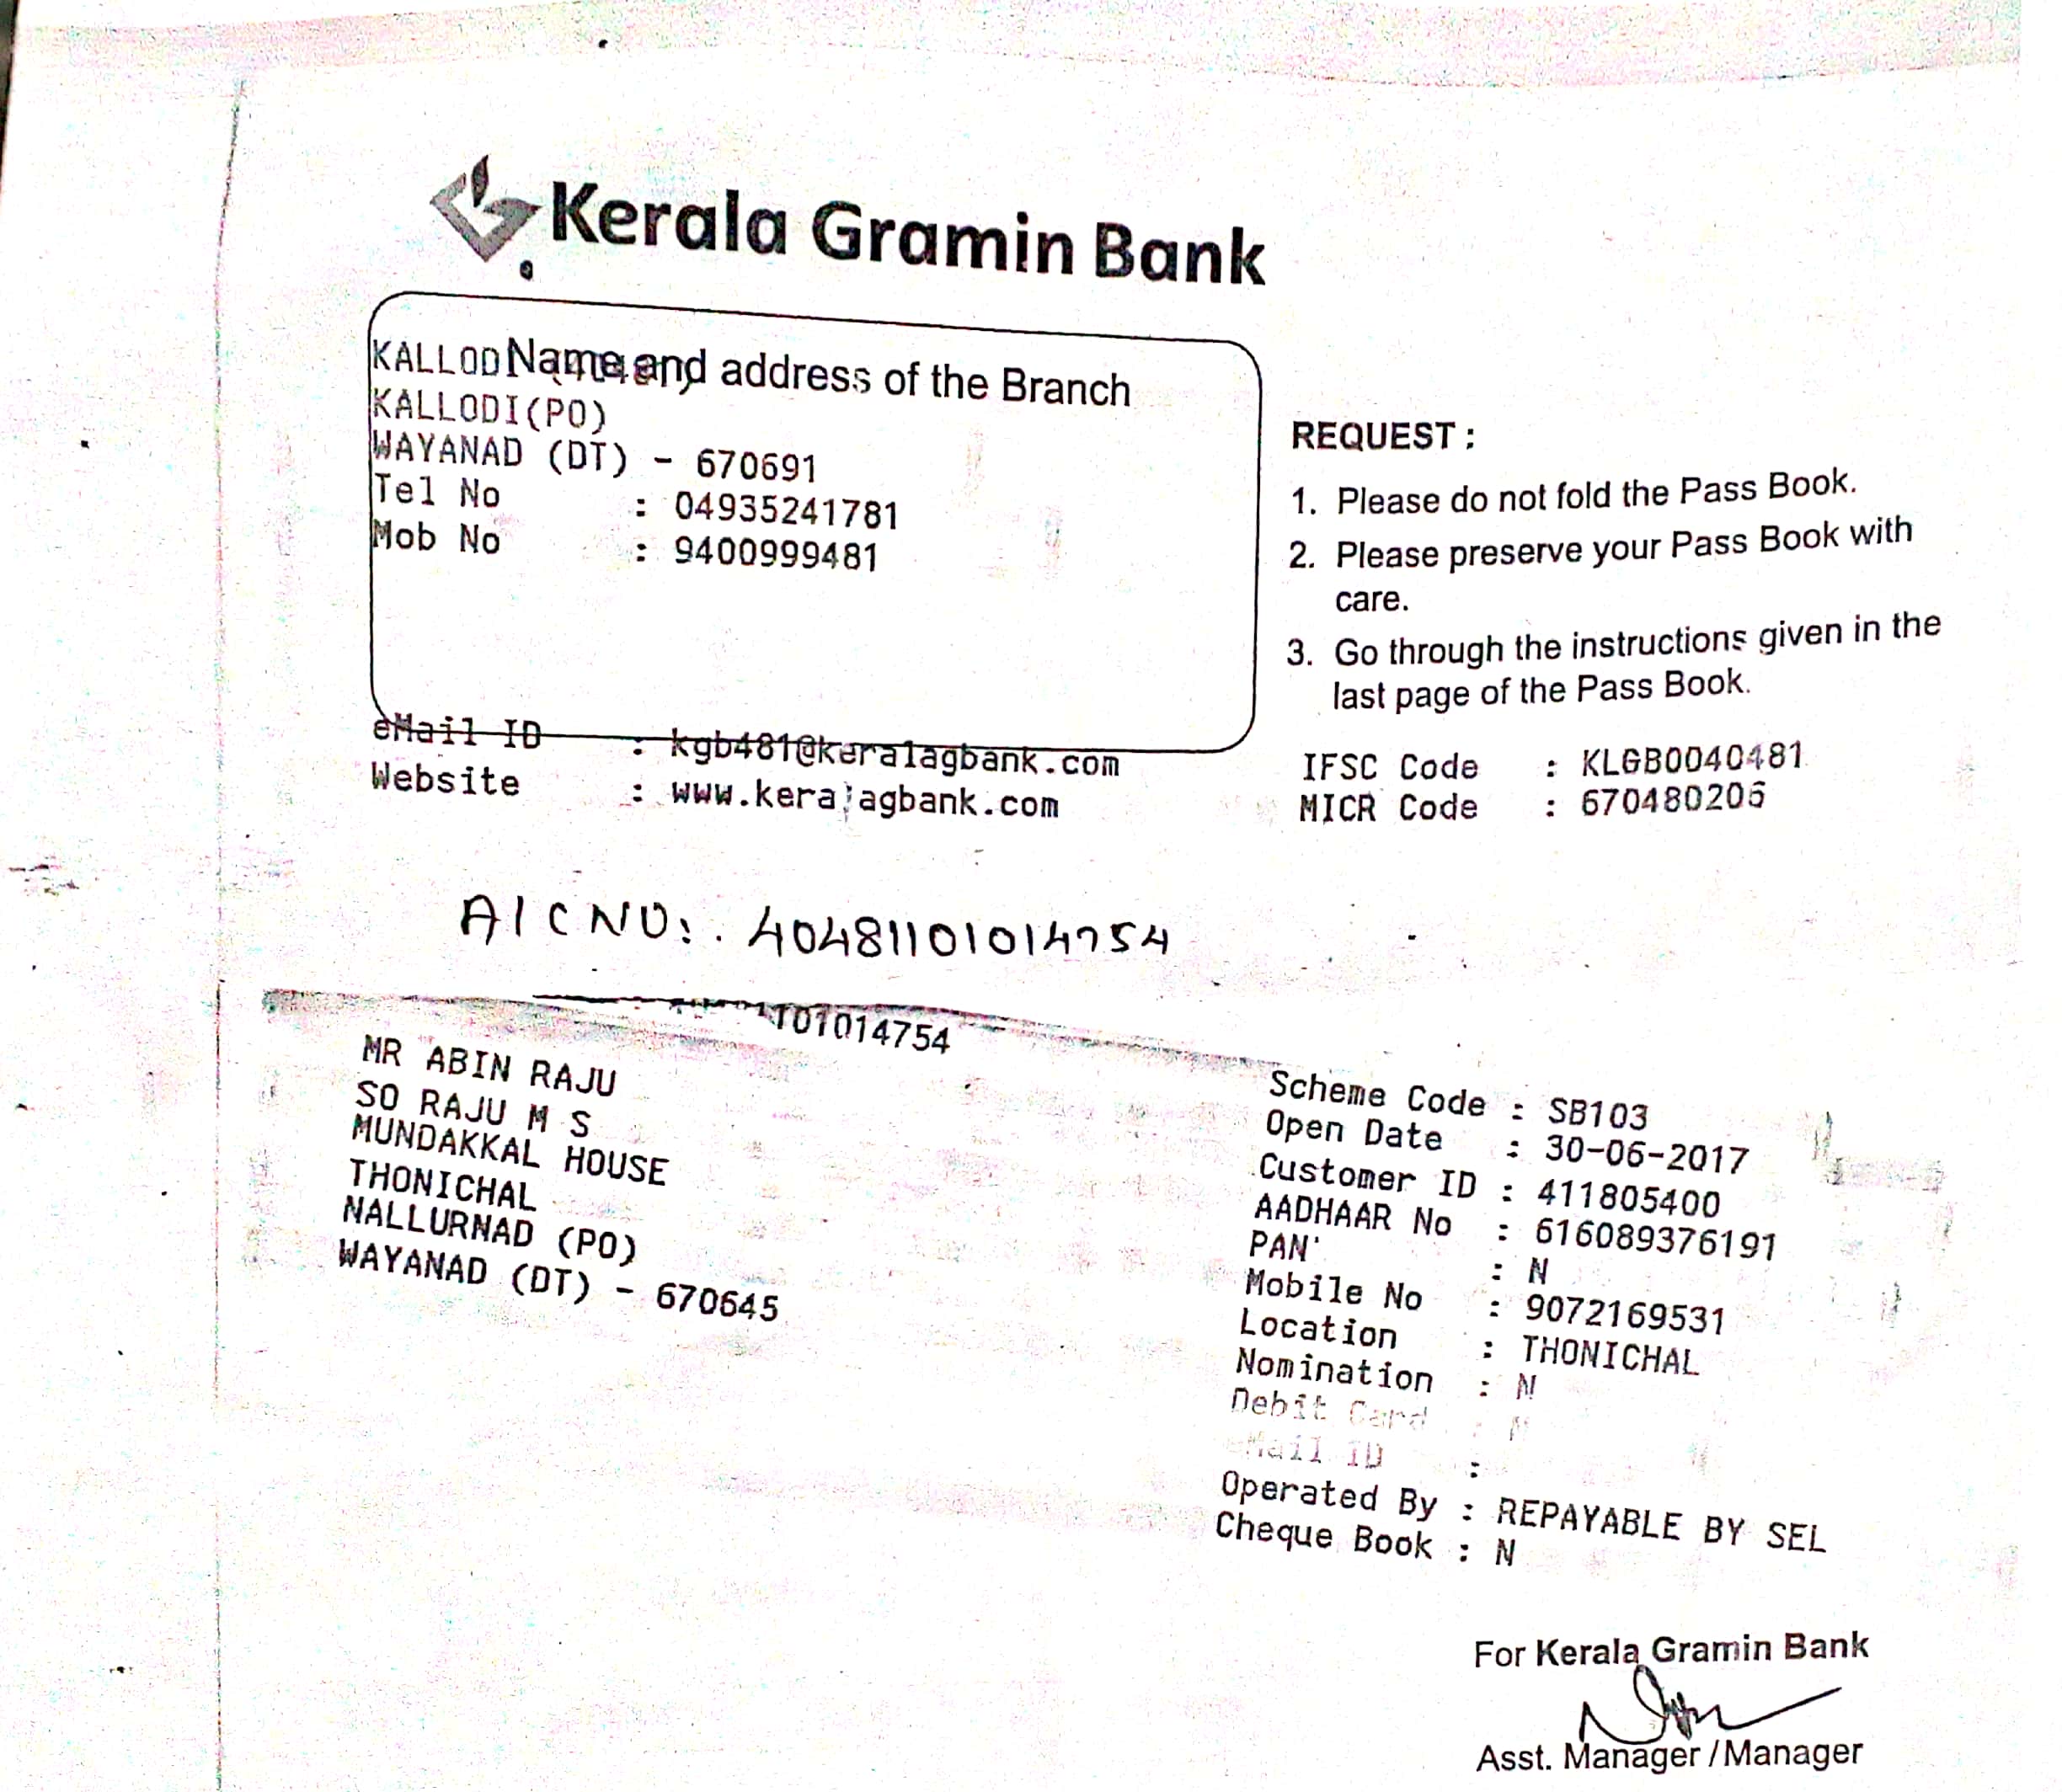 Kerala Gramin Bank
Name and address of the Branch
KALLODI(PO)
WAYANAD (DT) - 670691
Tel No : 04935241781
Mob No : 9400999481
eMail ID : kgb481@keralagbank.com
Website : www.keralagbank.com
REQUEST :
1. Please do not fold the Pass Book.
2. Please preserve your Pass Book with
care.
3. Go through the instructions given in the
last page of the Pass Book.
IFSC Code : KLGB0040481
MICR Code : 670480206
A/C NO: 40481101014754
101014754
MR ABIN RAJU
SO RAJU M S
MUNDAKKAL HOUSE
THONICHAL
NALLURNAD (PO)
WAYANAD (DT) - 670645
Scheme Code : SB103
Open Date : 30-06-2017
Customer ID : 411805400
AADHAAR No : 616089376191
PAN : N
Mobile No : 9072169531
Location : THONICHAL
Nomination : N
Debit Card : N
eMail ID :
Operated By : REPAYABLE BY SEL
Cheque Book : N
For Kerala Gramin Bank
Asst. Manager / Manager